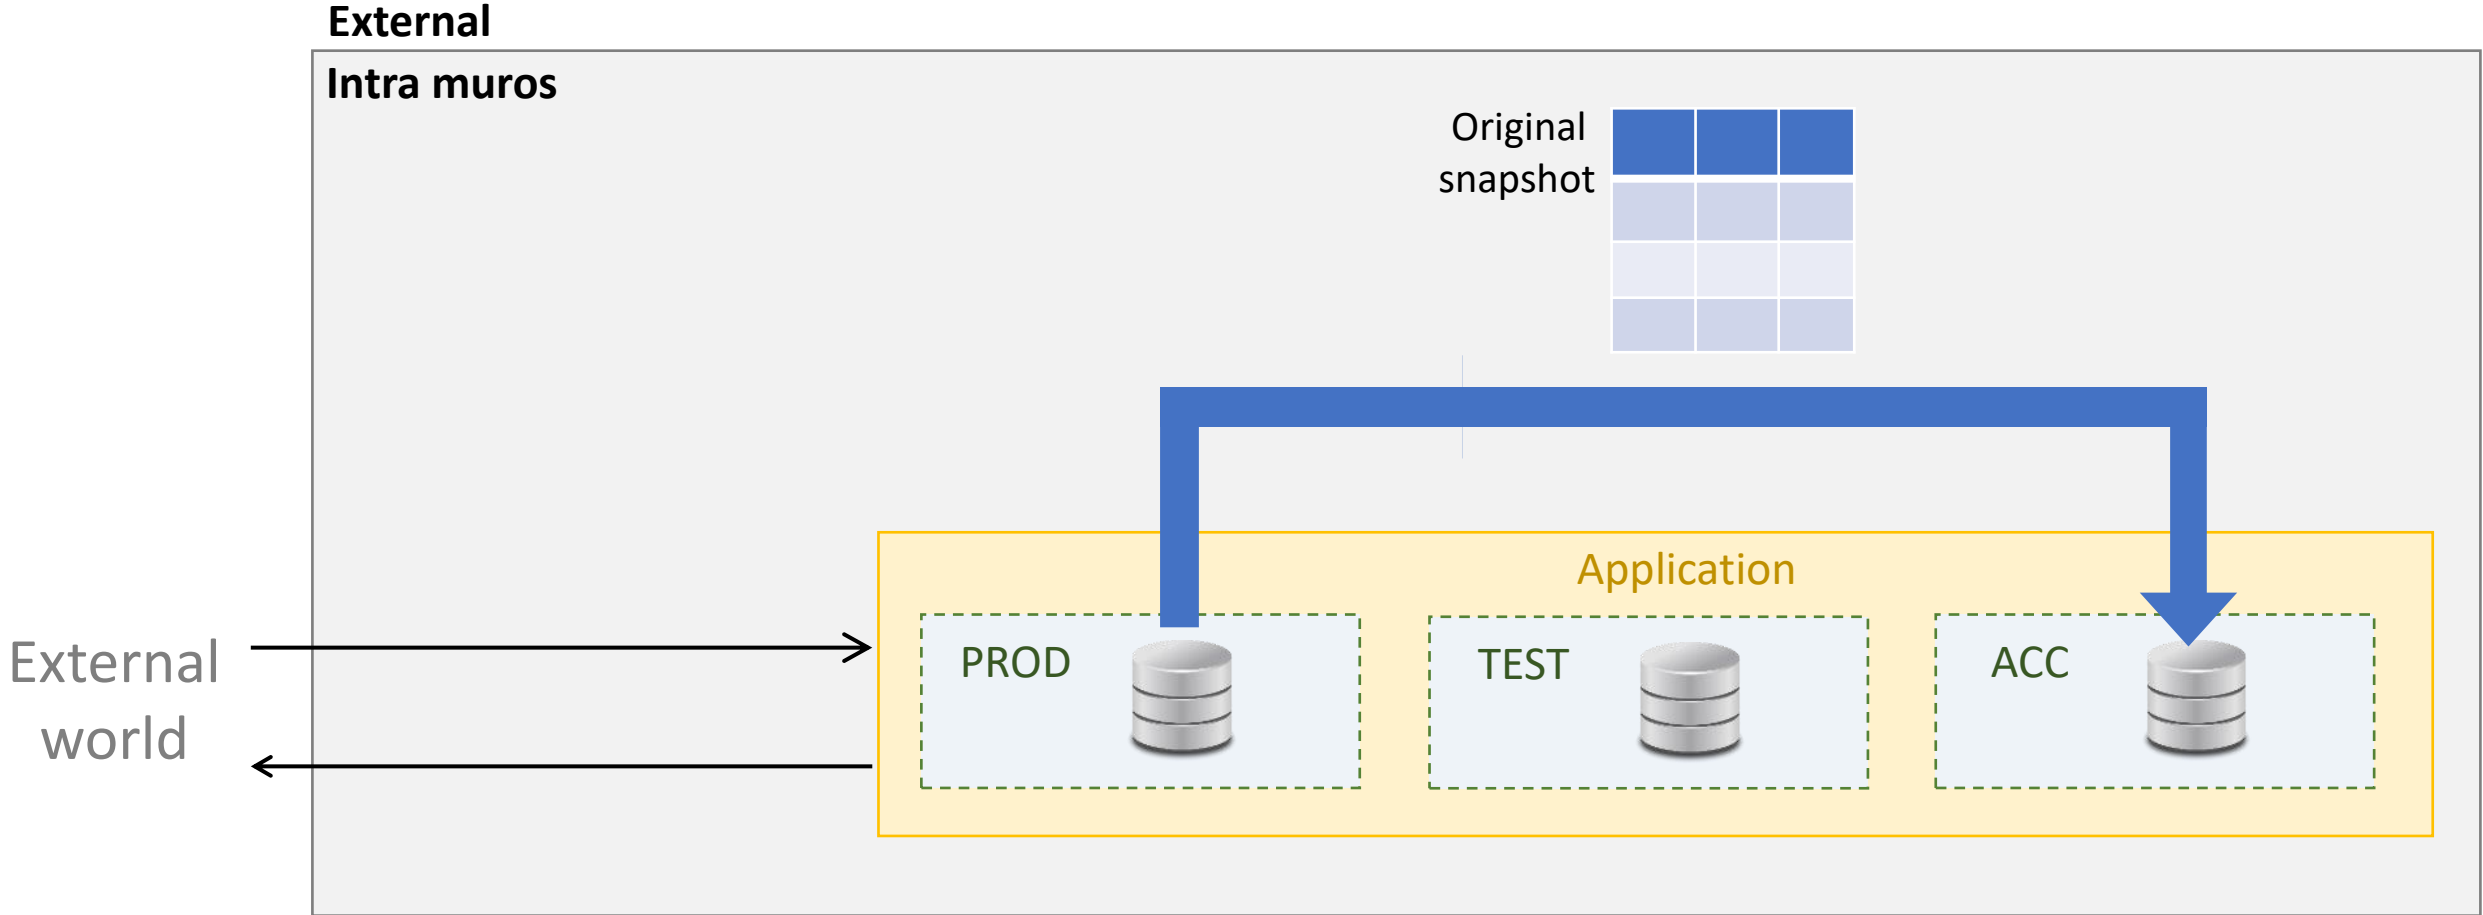 External
Intra muros
Original
snapshot
Application
PROD
TEST
ACC
External
world